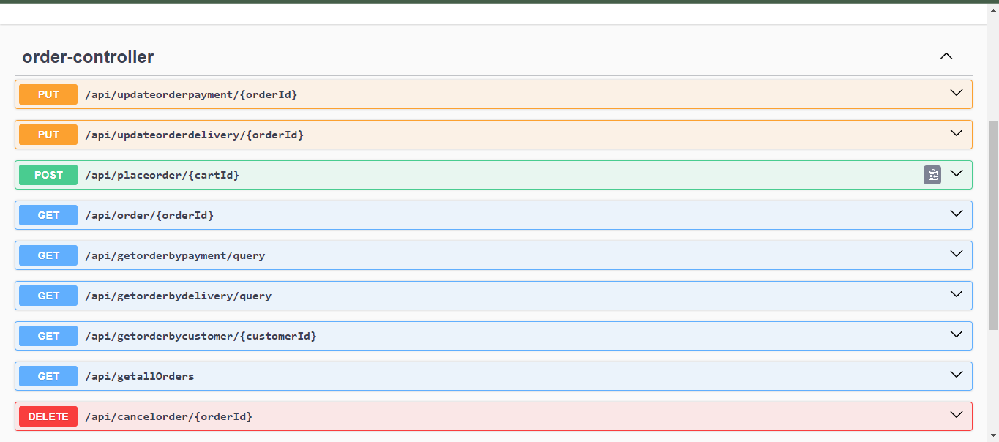 order-controller
PUT /api/updateorderpayment/{orderId}
PUT /api/updateorderdelivery/{orderId}
POST /api/placeorder/{cartId}
GET /api/order/{orderId}
GET /api/getorderbypayment/query
GET /api/getorderbydelivery/query
GET /api/getorderbycustomer/{customerId}
GET /api/getallOrders
DELETE /api/cancelorder/{orderId}